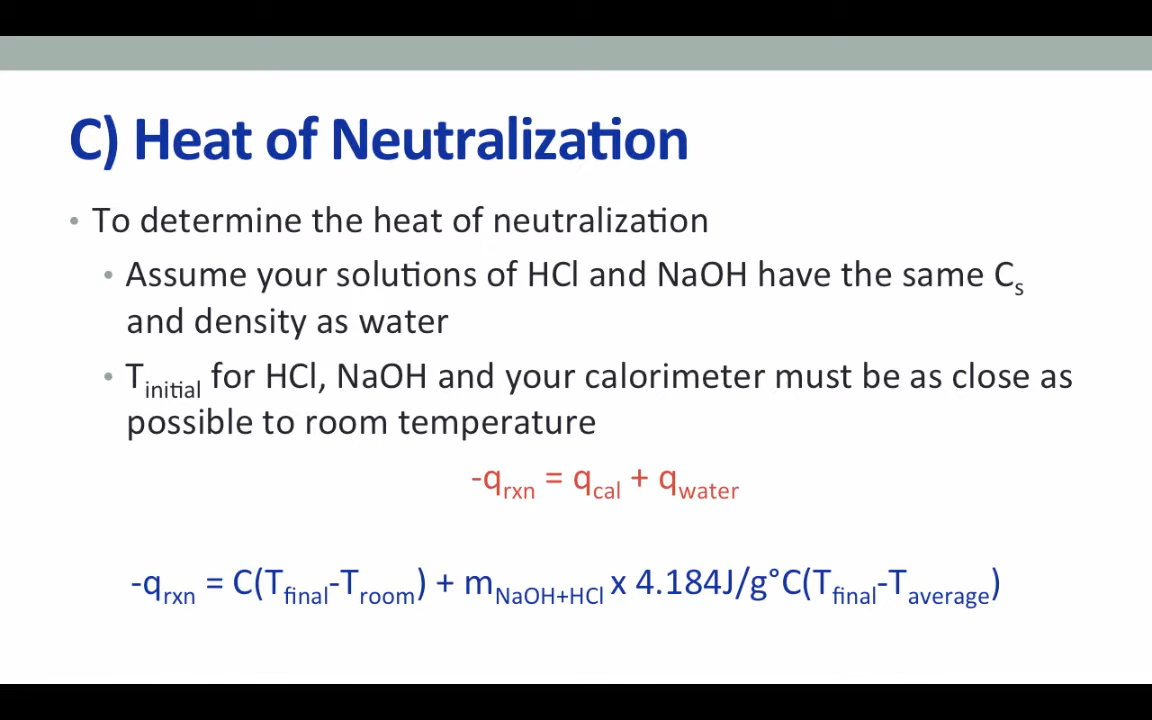 C) Heat of Neutralization
• To determine the heat of neutralization
• Assume your solutions of HCl and NaOH have the same Cs
and density as water
• Tinitial for HCl, NaOH and your calorimeter must be as close as
possible to room temperature
-qrxn = qcal + qwater
-qrxn = C(Tfinal-Troom) + mNaOH+HCl x 4.184J/g°C(Tfinal-Taverage)